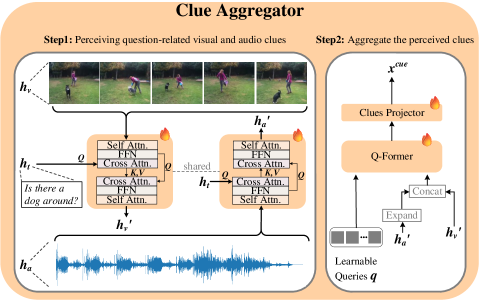 Clue Aggregator
Step1: Perceiving question-related visual and audio clues
h_v
h_t
Q
Is there a
dog around?
Self Attn.
FFN
Cross Attn.
K,V
Q
Cross Attn.
FFN
Self Attn.
h_v'
shared
h_a'
h_t
Q
Self Attn.
FFN
Cross Attn.
K,V
Q
Cross Attn.
FFN
Self Attn.
h_a
Step2: Aggregate the perceived clues
x^cue
Clues Projector
Q-Former
Concat
Expand
h_a'
h_v'
...
Learnable
Queries q